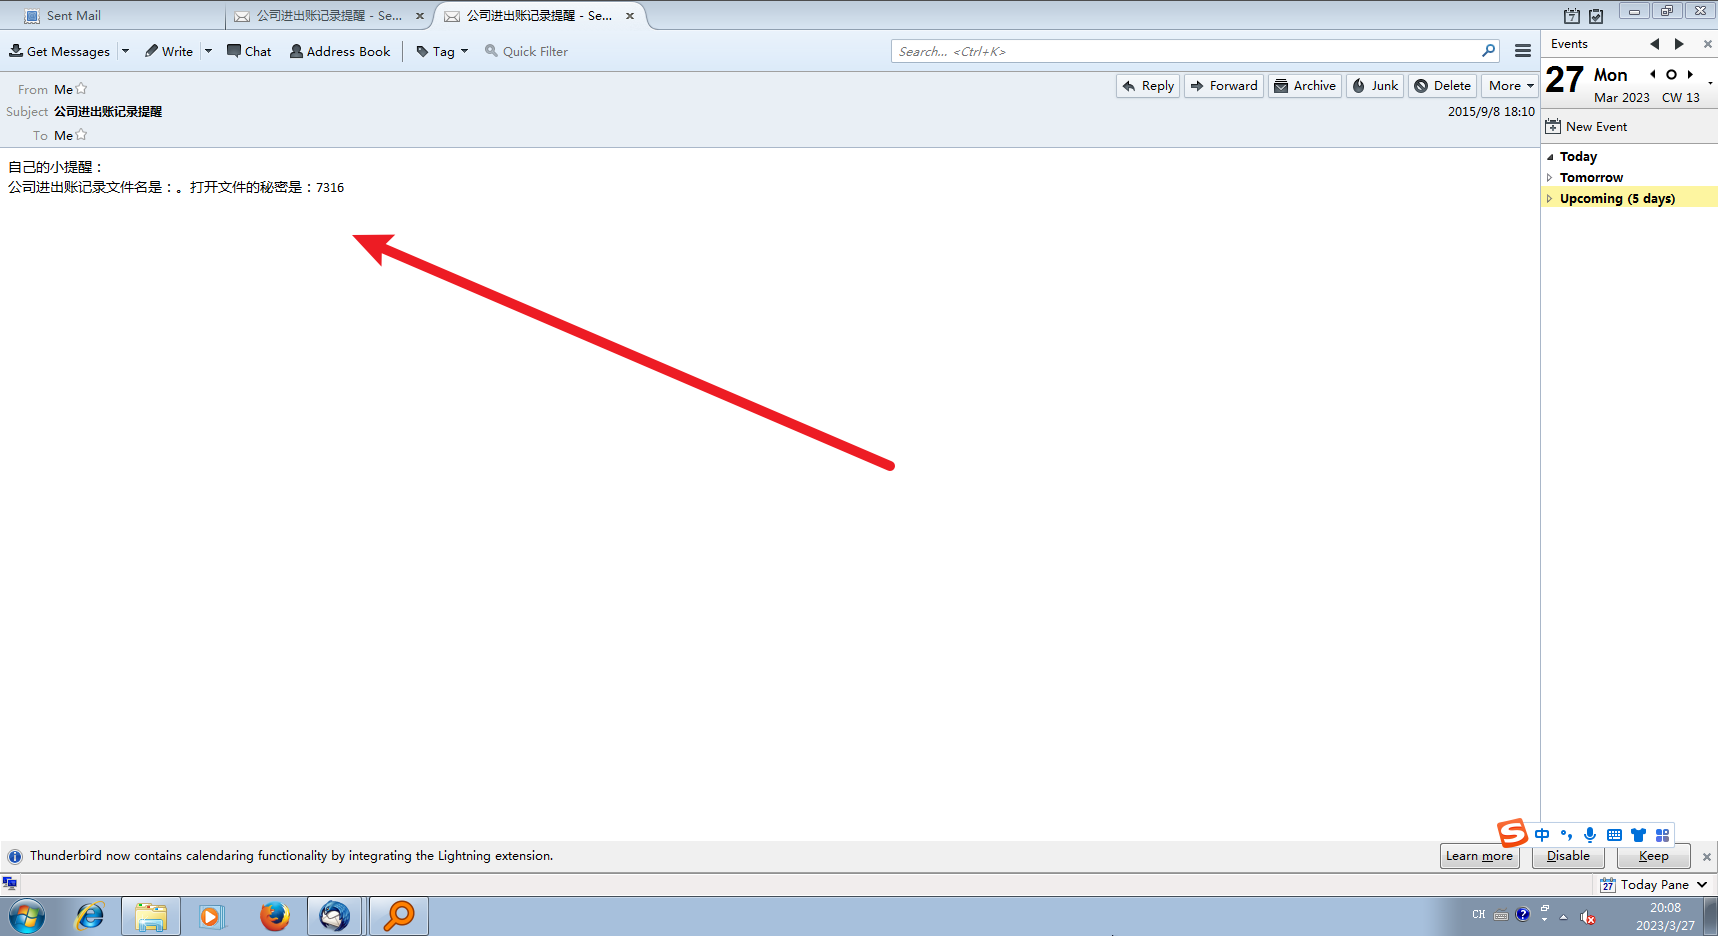 Sent Mail
公司进出账记录提醒 - Se...
公司进出账记录提醒 - Se...
Get Messages
Write
Chat
Address Book
Tag
Quick Filter
Search... <Ctrl+K>
From Me
Reply
Forward
Archive
Junk
Delete
More
Subject 公司进出账记录提醒
2015/9/8 18:10
To Me
自己的小提醒：
公司进出账记录文件名是：。打开文件的秘密是：7316
7
Events
27
Mon
Mar 2023 CW 13
New Event
Today
Tomorrow
Upcoming (5 days)
S 中
Thunderbird now contains calendaring functionality by integrating the Lightning extension.
Learn more
Disable
Keep
27 Today Pane
CH
20:08
2023/3/27